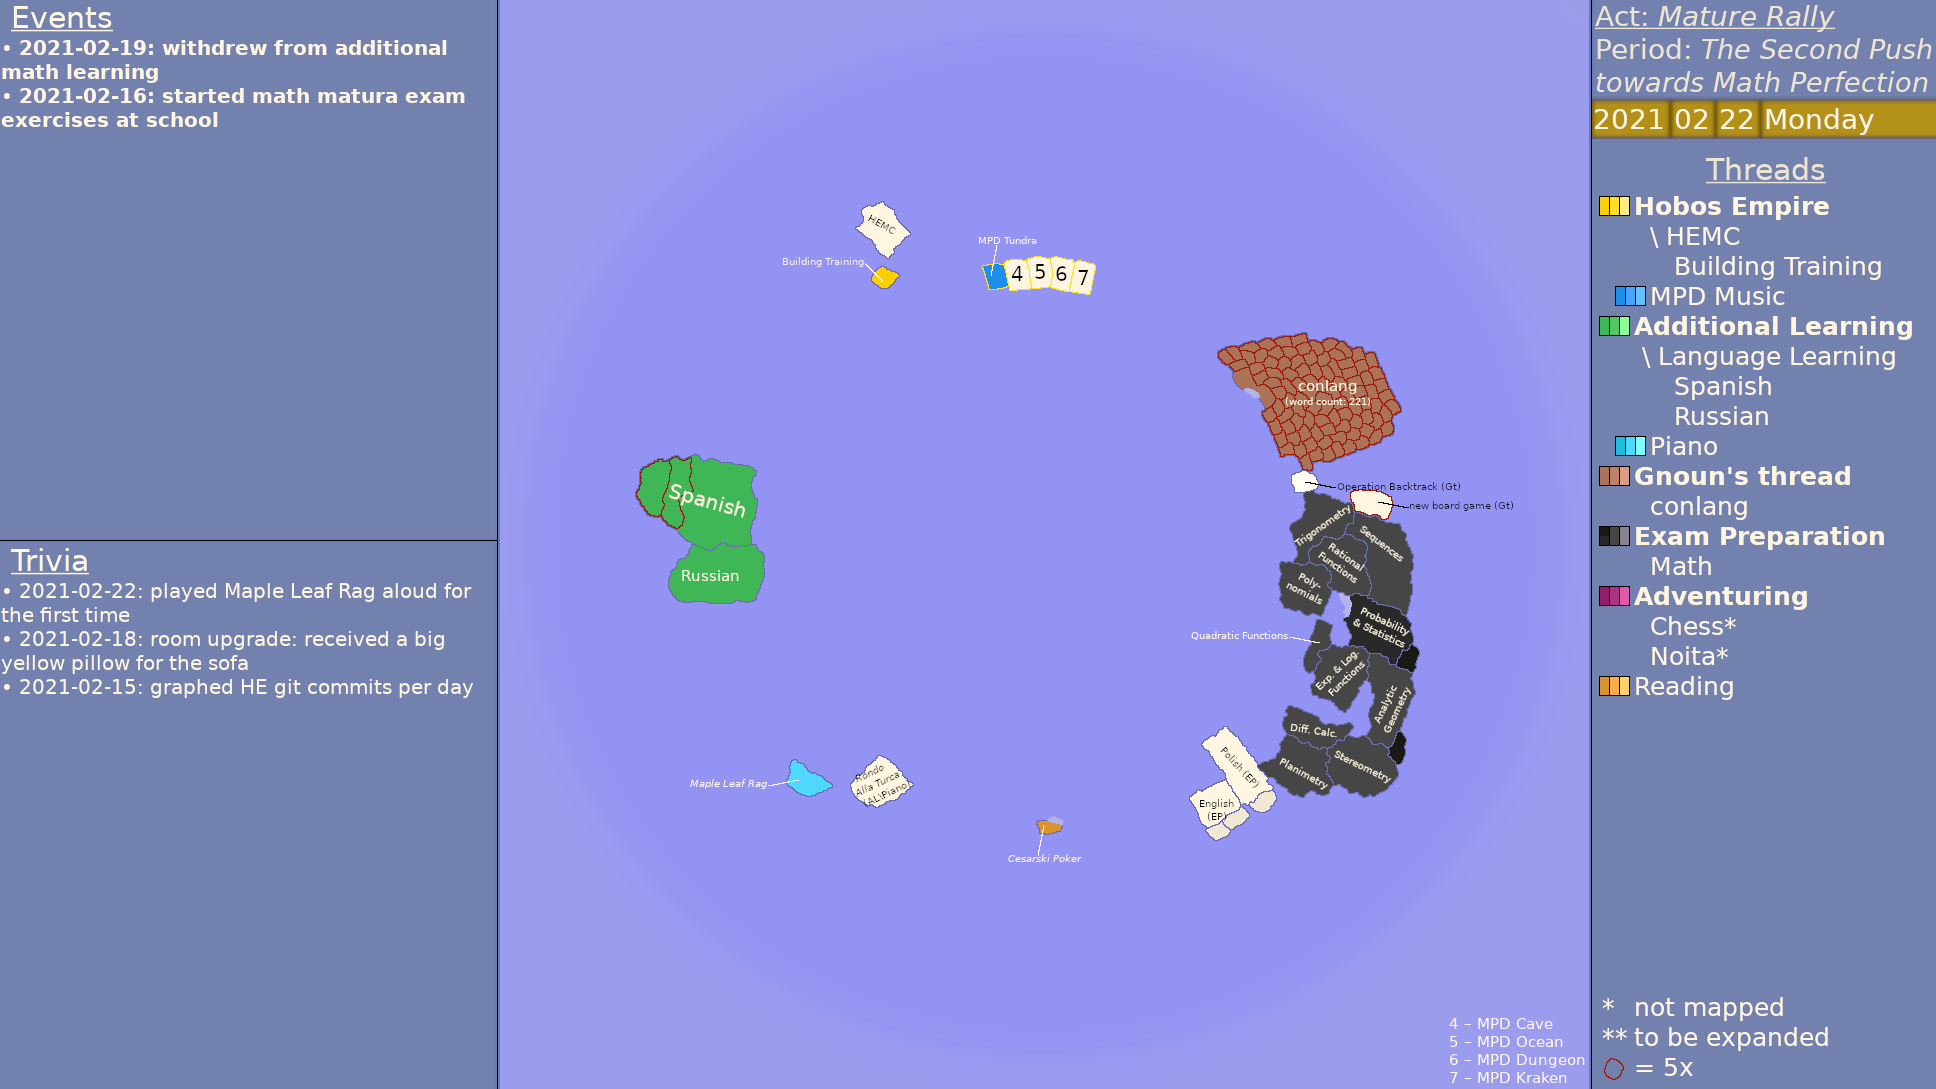 Events
• 2021-02-19: withdrew from additional
math learning
• 2021-02-16: started math matura exam
exercises at school
Trivia
• 2021-02-22: played Maple Leaf Rag aloud for
the first time
• 2021-02-18: room upgrade: received a big
yellow pillow for the sofa
• 2021-02-15: graphed HE git commits per day
HEMC
Building Training
MPD Tundra
4 5 6 7
conlang
(word count: 221)
Operation Backtrack (Gt)
new board game (Gt)
Spanish
Russian
Trigonometry
Sequences
Rational
Functions
Poly-
nomials
Probability
& Statistics
Quadratic Functions
Exp. & Log.
Functions
Analytic
Geometry
Diff. Calc.
Planimetry
Stereometry
Polish (EP)
English
(EP)
Maple Leaf Rag
Rondo
Alla Turca
(AL\Piano)
Cesarski Poker
4 – MPD Cave
5 – MPD Ocean
6 – MPD Dungeon
7 – MPD Kraken
Act: Mature Rally
Period: The Second Push
towards Math Perfection
2021 02 22 Monday
Threads
Hobos Empire
\ HEMC
Building Training
MPD Music
Additional Learning
\ Language Learning
Spanish
Russian
Piano
Gnoun's thread
conlang
Exam Preparation
Math
Adventuring
Chess*
Noita*
Reading
* not mapped
** to be expanded
= 5x